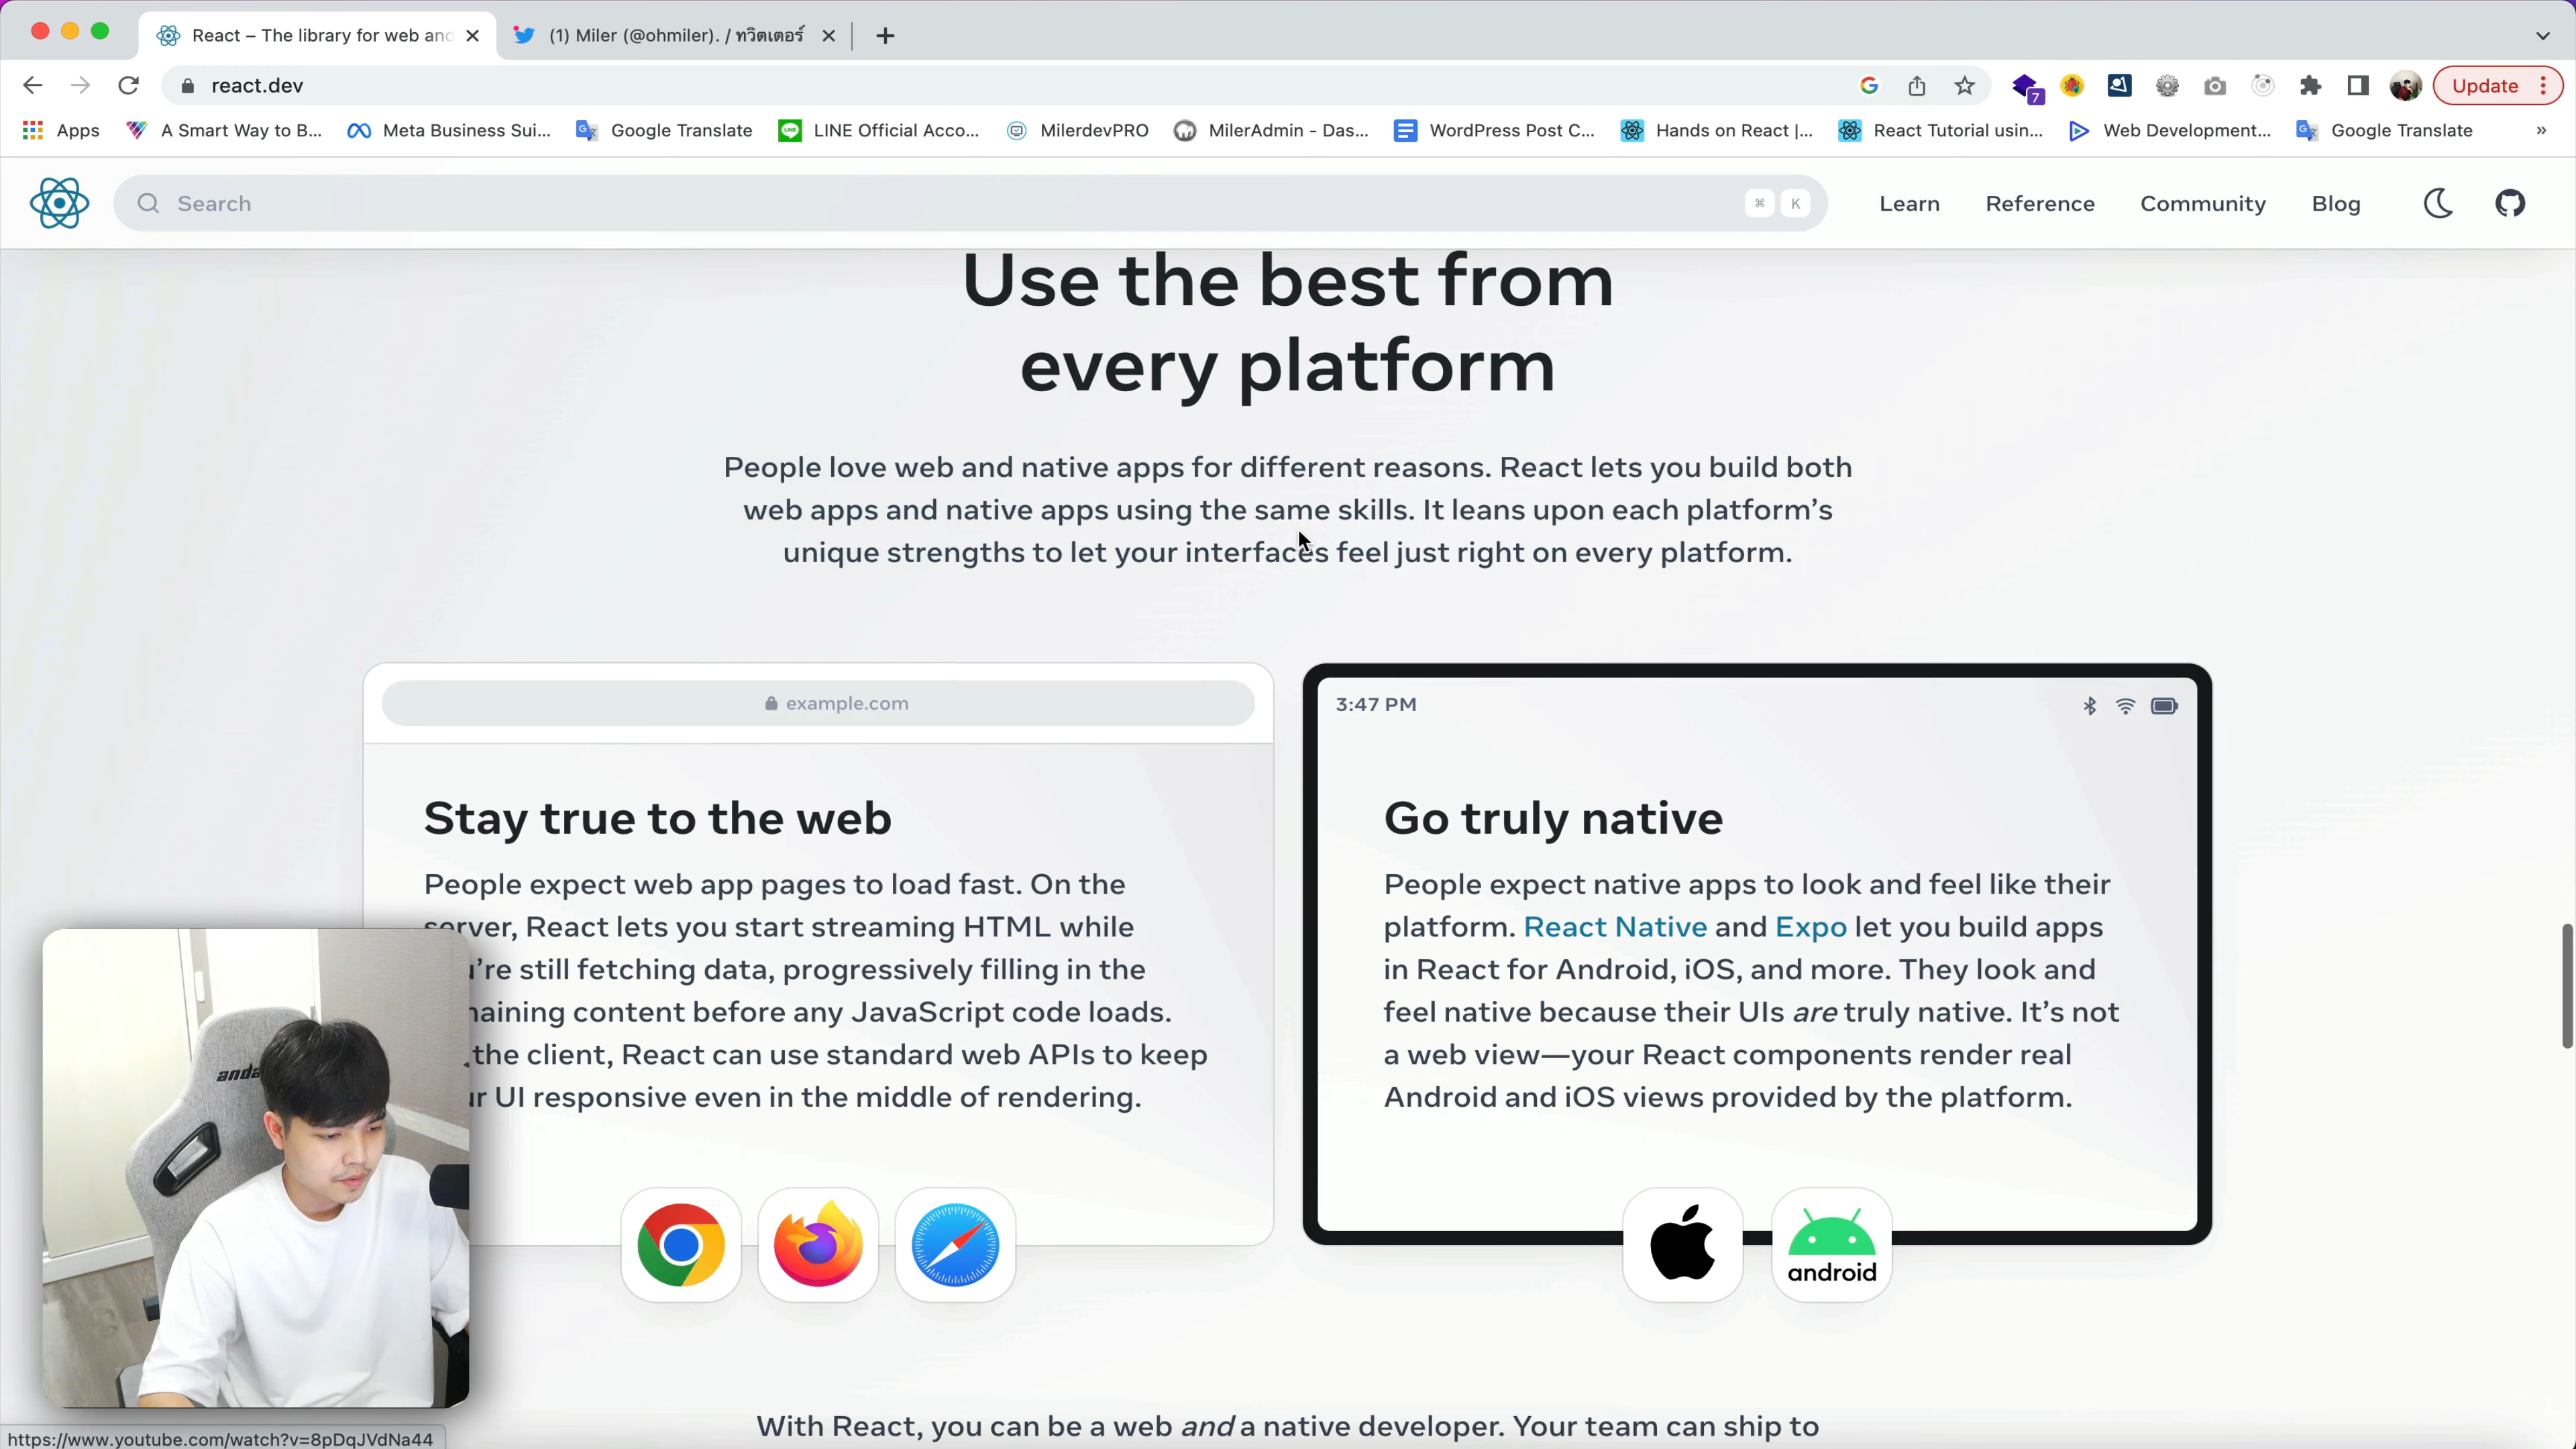 React – The library for web and
(1) Miler (@ohmiler). / ทวิตเตอร์
react.dev
7
Update
Apps
A Smart Way to B...
Meta Business Sui...
Google Translate
LINE Official Acco...
MilerdevPRO
MilerAdmin - Das...
WordPress Post C...
Hands on React |...
React Tutorial usin...
Web Development...
Google Translate
»
Search
⌘ K
Learn
Reference
Community
Blog
Use the best from
every platform
People love web and native apps for different reasons. React lets you build both
web apps and native apps using the same skills. It leans upon each platform’s
unique strengths to let your interfaces feel just right on every platform.
example.com
Stay true to the web
People expect web app pages to load fast. On the
server, React lets you start streaming HTML while
’re still fetching data, progressively filling in the
content before any JavaScript code loads.
the client, React can use standard web APIs to keep
UI responsive even in the middle of rendering.
3:47 PM
Go truly native
People expect native apps to look and feel like their
platform. React Native and Expo let you build apps
in React for Android, iOS, and more. They look and
feel native because their UIs are truly native. It’s not
a web view—your React components render real
Android and iOS views provided by the platform.
android
With React, you can be a web and a native developer. Your team can ship to
https://www.youtube.com/watch?v=8pDqJVdNa44